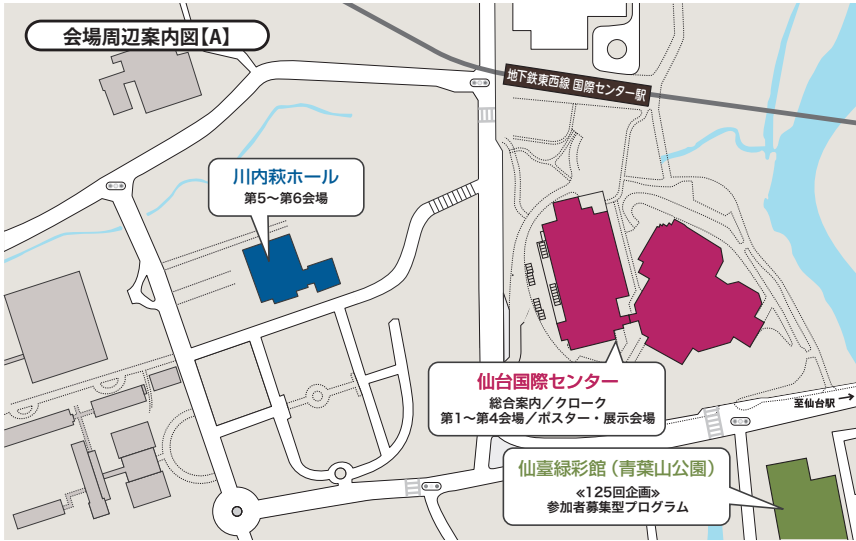 会場周辺案内図【A】
地下鉄東西線 国際センター駅
川内萩ホール
第5〜第6会場
仙台国際センター
総合案内／クローク
第1〜第4会場／ポスター・展示会場
至仙台駅
仙臺緑彩館（青葉山公園）
≪125回企画≫
参加者募集型プログラム